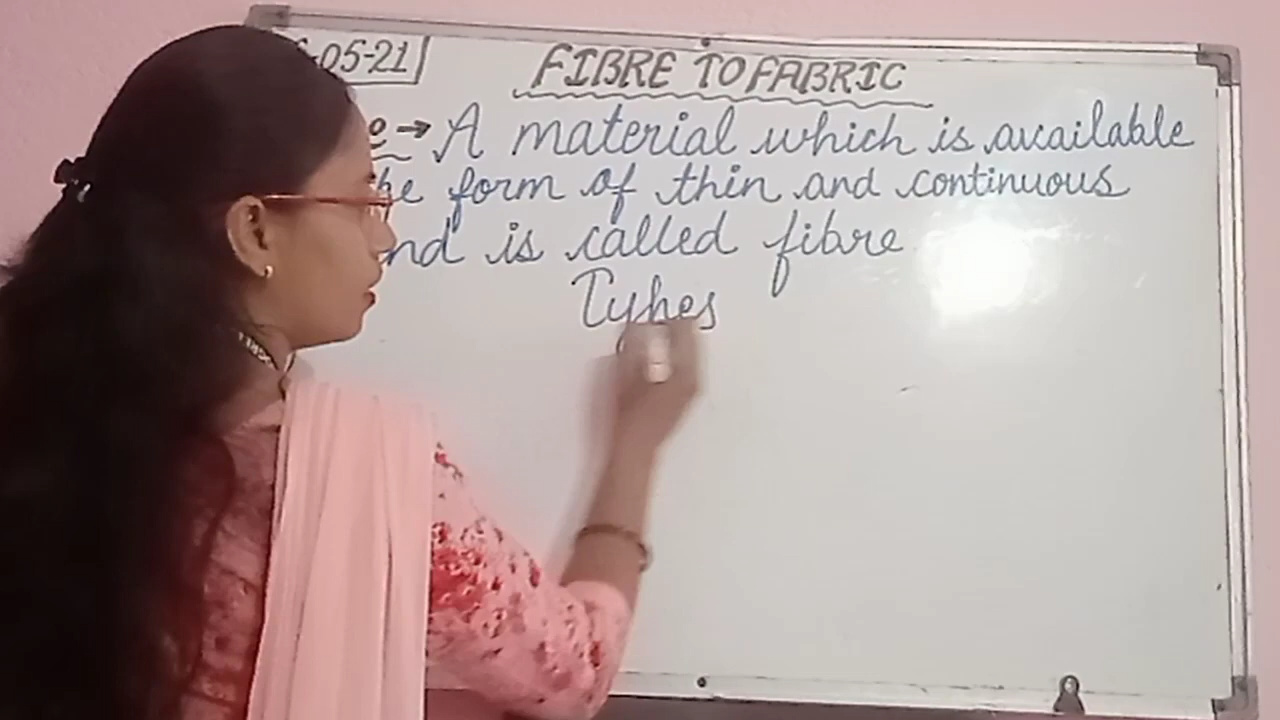 -05-21
FIBRE TO FABRIC
e → A material which is available
he form of thin and continuous
nd is called fibre
Types